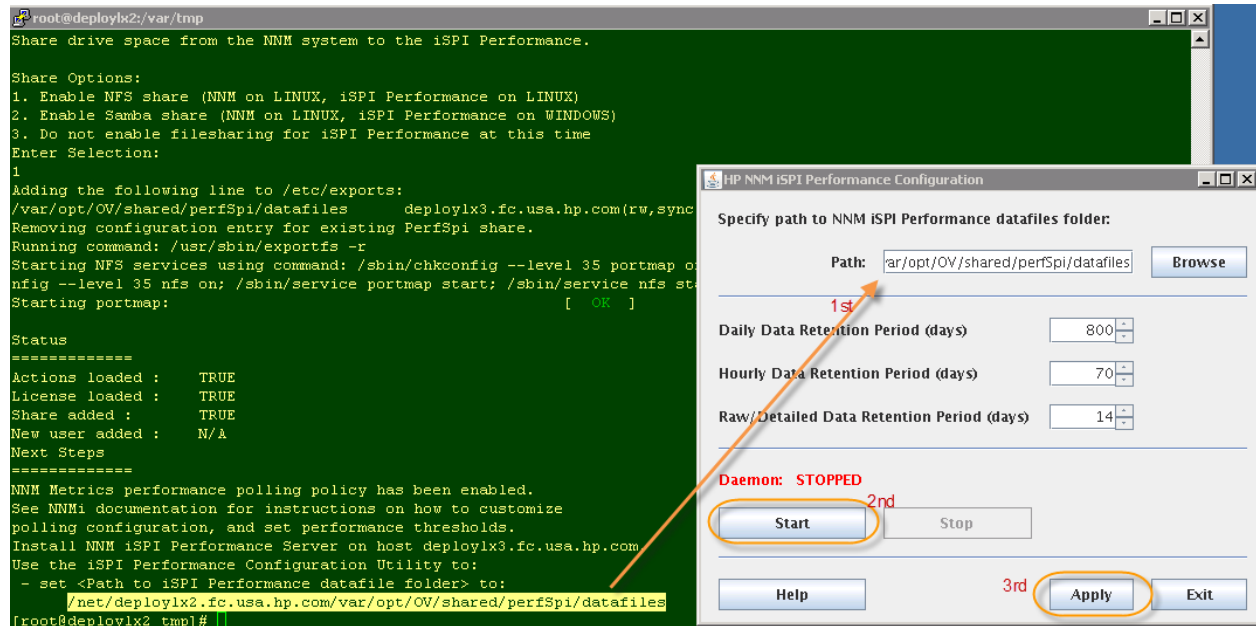 root@deploylx2:/var/tmp
Share drive space from the NNM system to the iSPI Performance.
Share Options:
1. Enable NFS share (NNM on LINUX, iSPI Performance on LINUX)
2. Enable Samba share (NNM on LINUX, iSPI Performance on WINDOWS)
3. Do not enable filesharing for iSPI Performance at this time
Enter Selection:
1
Adding the following line to /etc/exports:
/var/opt/OV/shared/perfSpi/datafiles deploylx3.fc.usa.hp.com(rw,sync
Removing configuration entry for existing PerfSpi share.
Running command: /usr/sbin/exportfs -r
Starting NFS services using command: /sbin/chkconfig --level 35 portmap o
nfig --level 35 nfs on; /sbin/service portmap start; /sbin/service nfs st
Starting portmap: [ OK ]
Status
=============
Actions loaded : TRUE
License loaded : TRUE
Share added : TRUE
New user added : N/A
Next Steps
=============
NNM Metrics performance polling policy has been enabled.
See NNMi documentation for instructions on how to customize
polling configuration, and set performance thresholds.
Install NNM iSPI Performance Server on host deploylx3.fc.usa.hp.com
Use the iSPI Performance Configuration Utility to:
- set <Path to iSPI Performance datafile folder> to:
/net/deploylx2.fc.usa.hp.com/var/opt/OV/shared/perfSpi/datafiles
[root@deploylx2 tmp]#
HP NNM iSPI Performance Configuration
Specify path to NNM iSPI Performance datafiles folder:
Path: var/opt/OV/shared/perfSpi/datafiles Browse
1st
Daily Data Retention Period (days) 800
Hourly Data Retention Period (days) 70
Raw/Detailed Data Retention Period (days) 14
Daemon: STOPPED
2nd
Start Stop
3rd
Help Apply Exit